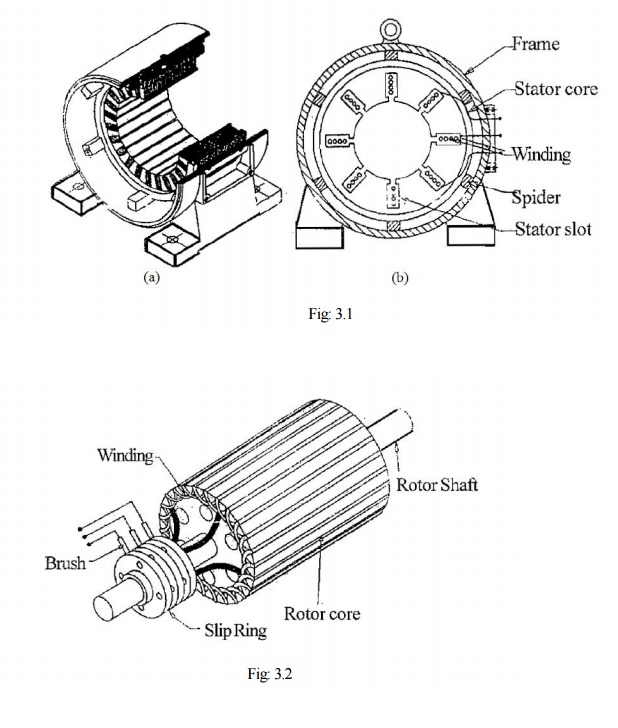 Frame
Stator core
Winding
Spider
Stator slot
(a)
(b)
Fig: 3.1
Winding
Rotor Shaft
Brush
Rotor core
Slip Ring
Fig: 3.2